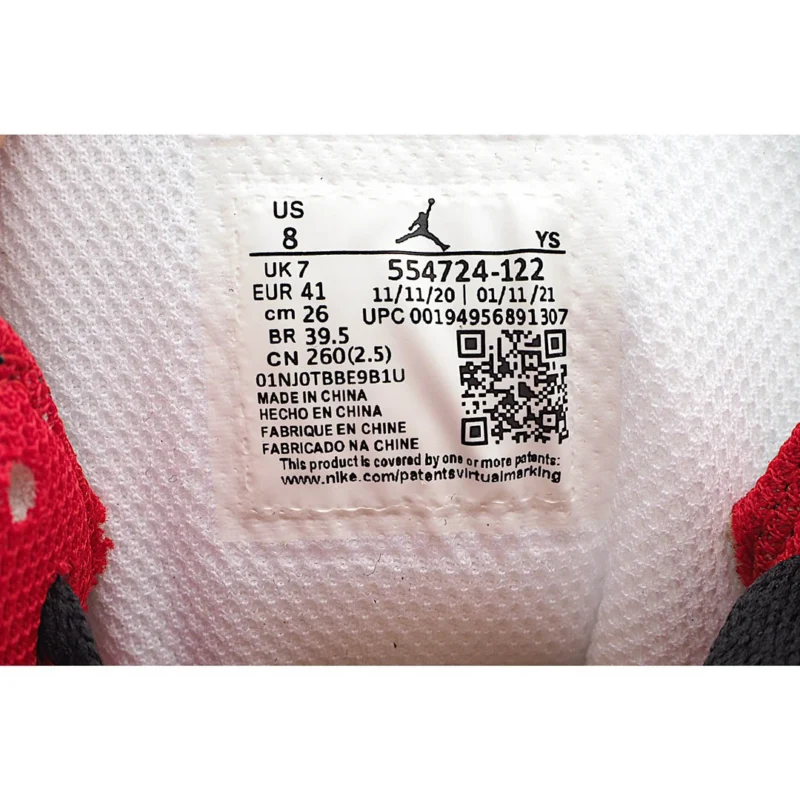 US
8 YS
UK 7 554724-122
EUR 41 11/11/20 | 01/11/21
cm 26 UPC 00194956891307
BR 39.5
CN 260(2.5)
01NJ0TBBE9B1U
MADE IN CHINA
HECHO EN CHINA
FABRIQUE EN CHINE
FABRICADO NA CHINE
This product is covered by one or more patents:
www.nike.com/patentsvirtualmarking